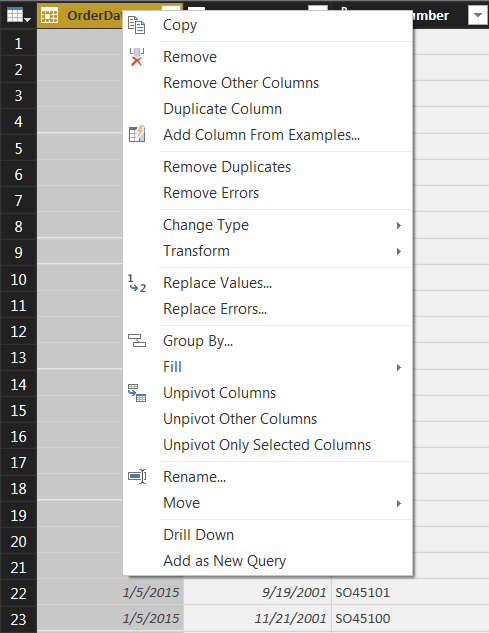 OrderDa
umber
1
Copy
2
Remove
3
Remove Other Columns
4
Duplicate Column
5
Add Column From Examples...
6
Remove Duplicates
7
Remove Errors
8
Change Type
9
Transform
10
Replace Values...
11
Replace Errors...
12
Group By...
13
Fill
14
Unpivot Columns
15
Unpivot Other Columns
16
Unpivot Only Selected Columns
17
Rename...
18
Move
19
20
Drill Down
21
Add as New Query
22 1/5/2015 9/19/2001 SO45101
23 1/5/2015 11/21/2001 SO45100